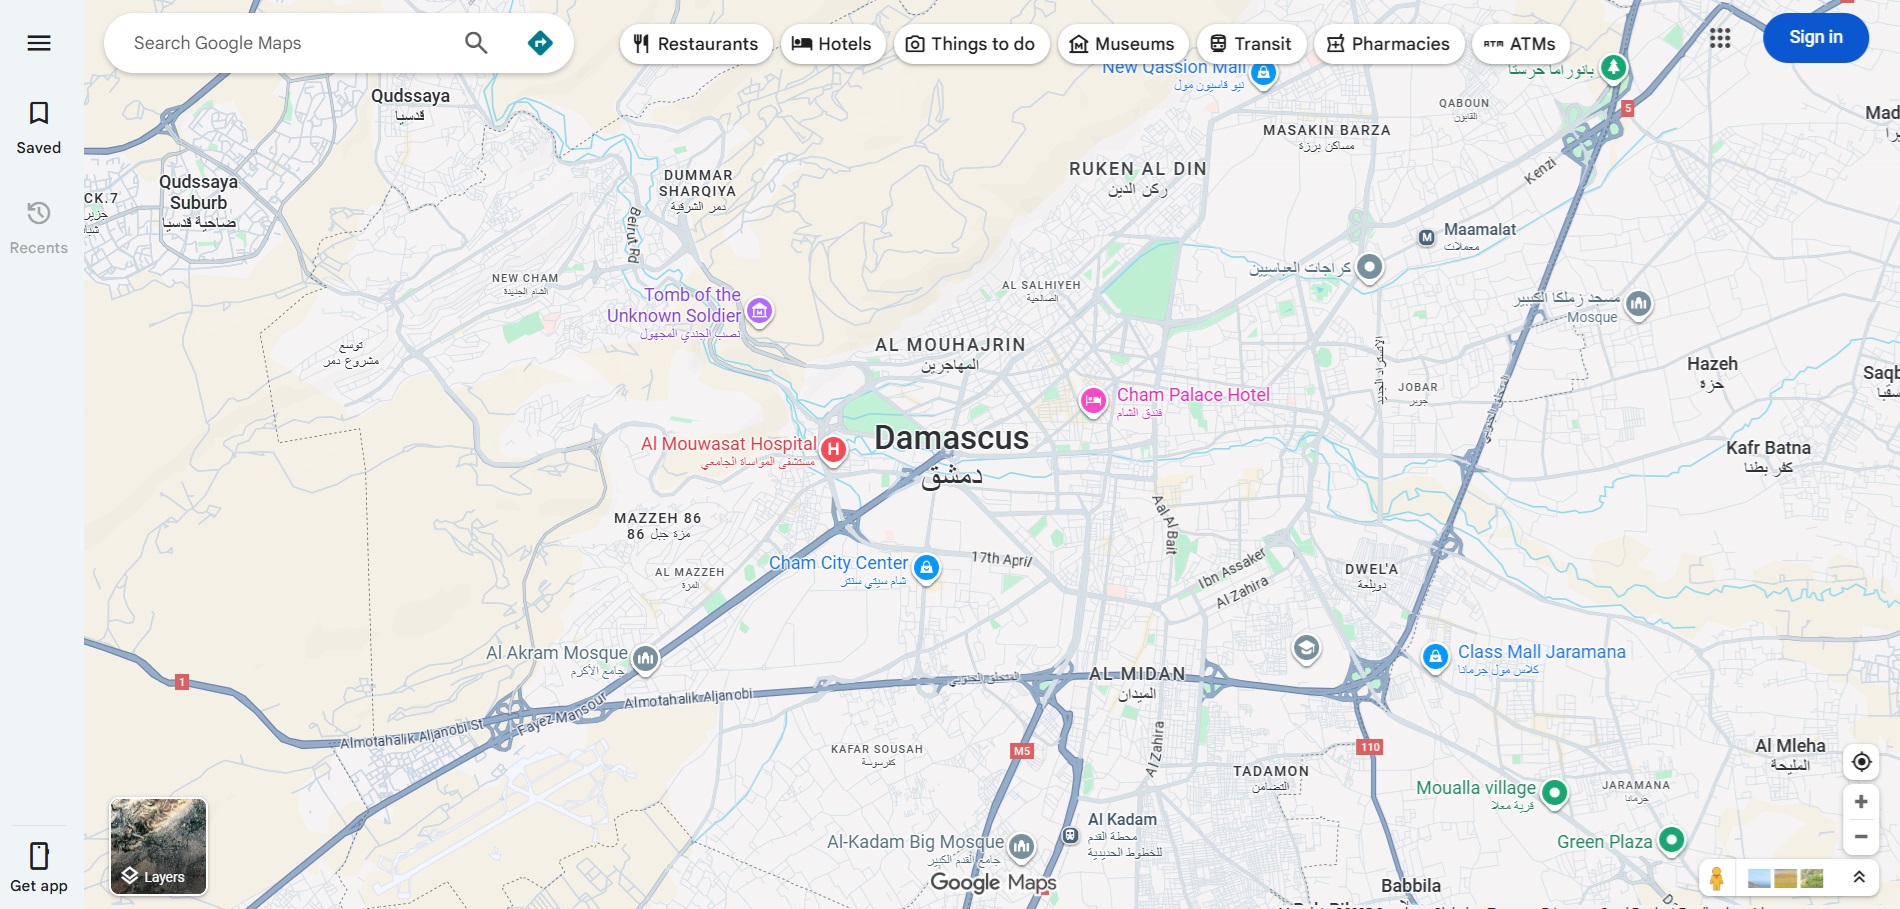 Search Google Maps
Restaurants
Hotels
Things to do
Museums
Transit
Pharmacies
ATMs
Sign in
Saved
Recents
Get app
Layers
Qudssaya
قدسيا
Qudssaya
Suburb
ضاحية قدسيا
CK.7
DUMMAR
SHARQIYA
دمر الشرقية
Beirut Rd
NEW CHAM
الشام الجديدة
توسع
مشروع دمر
Tomb of the
Unknown Soldier
نصب الجندي المجهول
New Qassion Mall
نيو قاسيون مول
MASAKIN BARZA
مساكن برزة
QABOUN
القابون
بانوراما حرستا
5
Kenzi
RUKEN AL DIN
ركن الدين
Maamalat
معملات
كراجات العباسيين
AL SALHIYEH
الصالحية
مسجد زملكا الكبير
Mosque
AL MOUHAJRIN
المهاجرين
Hazeh
حزة
JOBAR
جوبر
Cham Palace Hotel
فندق الشام
Al Mouwasat Hospital
مستشفى المواساة الجامعي
Damascus
دمشق
Kafr Batna
كفر بطنا
MAZZEH 86
مزة جبل 86
AL MAZZEH
المزة
Cham City Center
شام سيتي سنتر
17th April
Aal Al Bait
Ibn Assaker
Al Zahira
DWEL'A
دويلعة
Al Akram Mosque
جامع الأكرم
Class Mall Jaramana
كلاس مول جرمانا
1
Almotahalik Aljanobi St
Fayez Mansour
Almotahalik Aljanobi
المتحلق الجنوبي
AL MIDAN
الميدان
KAFAR SOUSAH
كفرسوسة
M5
110
Al Zahira
TADAMON
التضامن
Al Mleha
المليحة
Moualla village
قرية معلا
JARAMANA
جرمانا
Al Kadam
محطة القدم
للخطوط الحديدية
Al-Kadam Big Mosque
جامع القدم الكبير
Green Plaza
Babbila
Google Maps